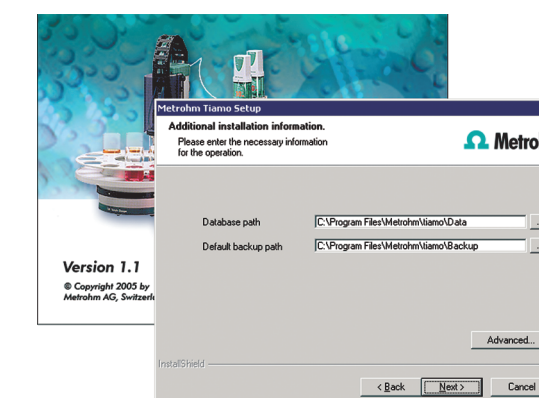 Metrohm Tiamo Setup
Additional installation information.
Please enter the necessary information
for the operation.
Database path
C:\Program Files\Metrohm\tiamo\Data
Default backup path
C:\Program Files\Metrohm\tiamo\Backup
Version 1.1
© Copyright 2005 by
Metrohm AG,
Advanced...
InstallShield
< Back
Next >
Cancel